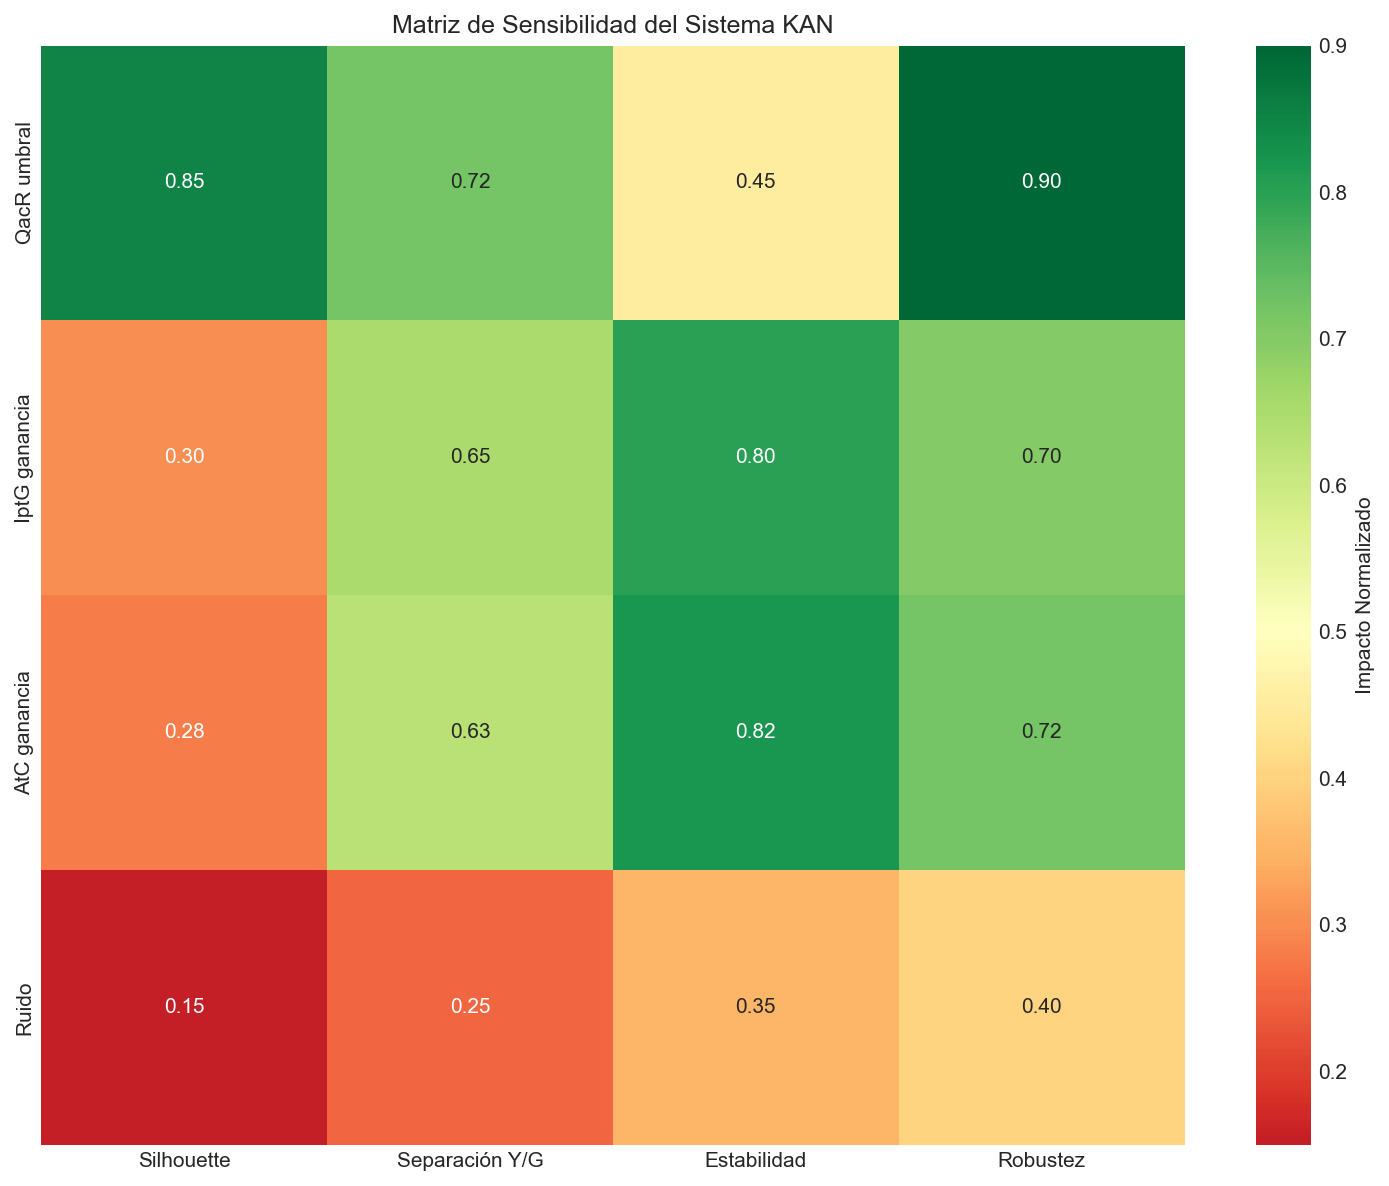 Matriz de Sensibilidad del Sistema KAN
QacR umbral
0.85
0.72
0.45
0.90
IptG ganancia
0.30
0.65
0.80
0.70
AtC ganancia
0.28
0.63
0.82
0.72
Ruido
0.15
0.25
0.35
0.40
Silhouette
Separación Y/G
Estabilidad
Robustez
0.9
0.8
0.7
0.6
0.5
0.4
0.3
0.2
Impacto Normalizado